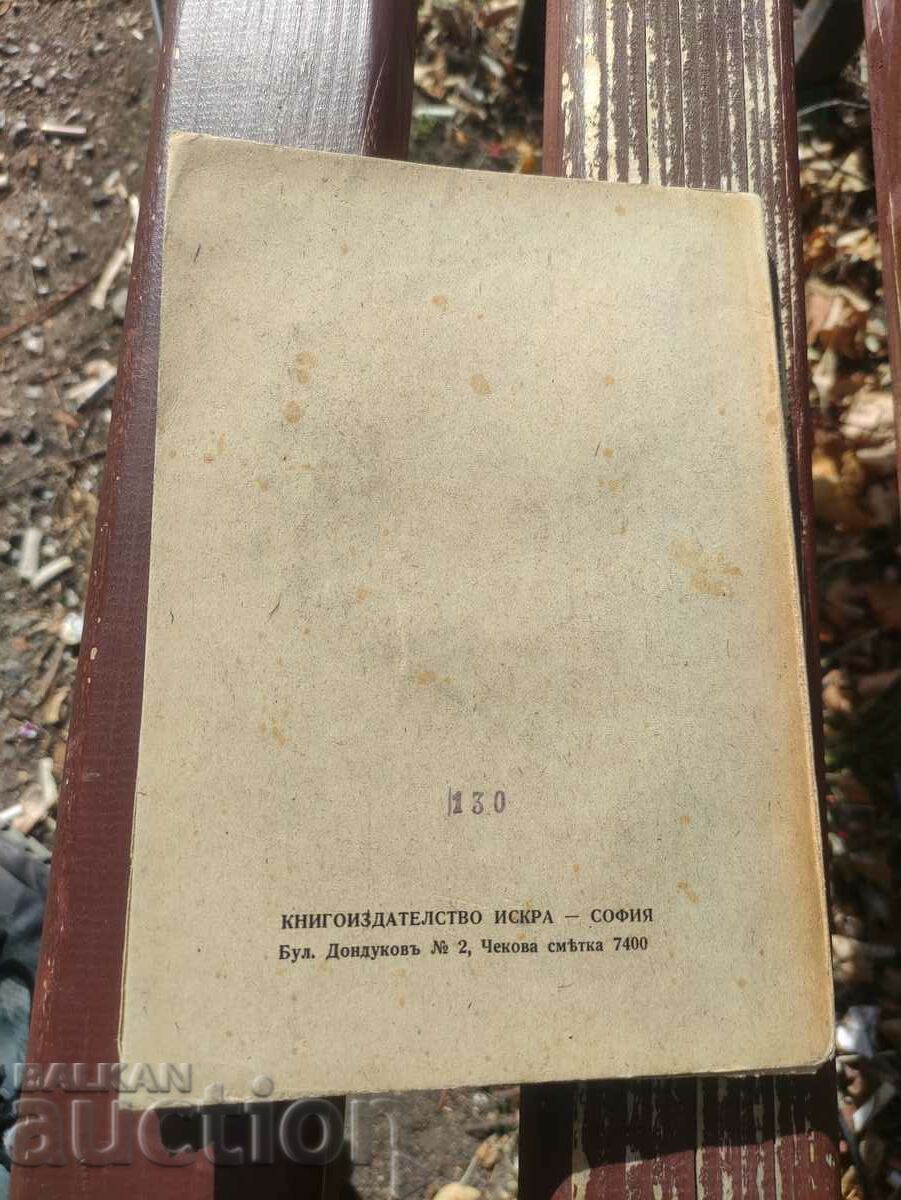 130
КНИГОИЗДАТЕЛСТВО ИСКРА — СОФИЯ
Бул. Дондуковъ № 2, Чекова смѣтка 7400
BALKAN
auction